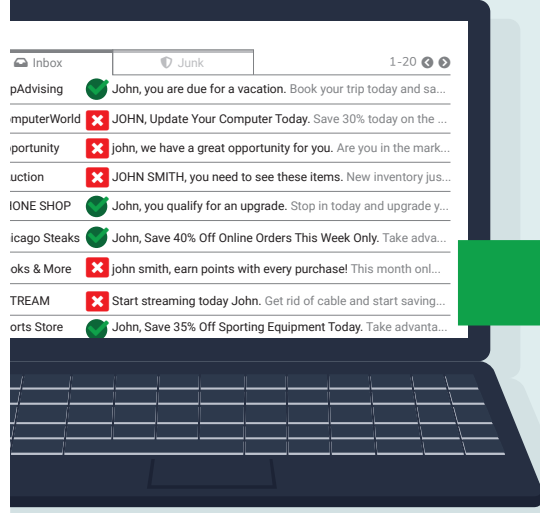 Inbox Junk 1-20
pAdvising John, you are due for a vacation. Book your trip today and sa...
mputerWorld JOHN, Update Your Computer Today. Save 30% today on the ...
portunity john, we have a great opportunity for you. Are you in the mark...
uction JOHN SMITH, you need to see these items. New inventory jus...
IONE SHOP John, you qualify for an upgrade. Stop in today and upgrade y...
icago Steaks John, Save 40% Off Online Orders This Week Only. Take adva...
oks & More john smith, earn points with every purchase! This month onl...
TREAM Start streaming today John. Get rid of cable and start saving...
orts Store John, Save 35% Off Sporting Equipment Today. Take advanta...